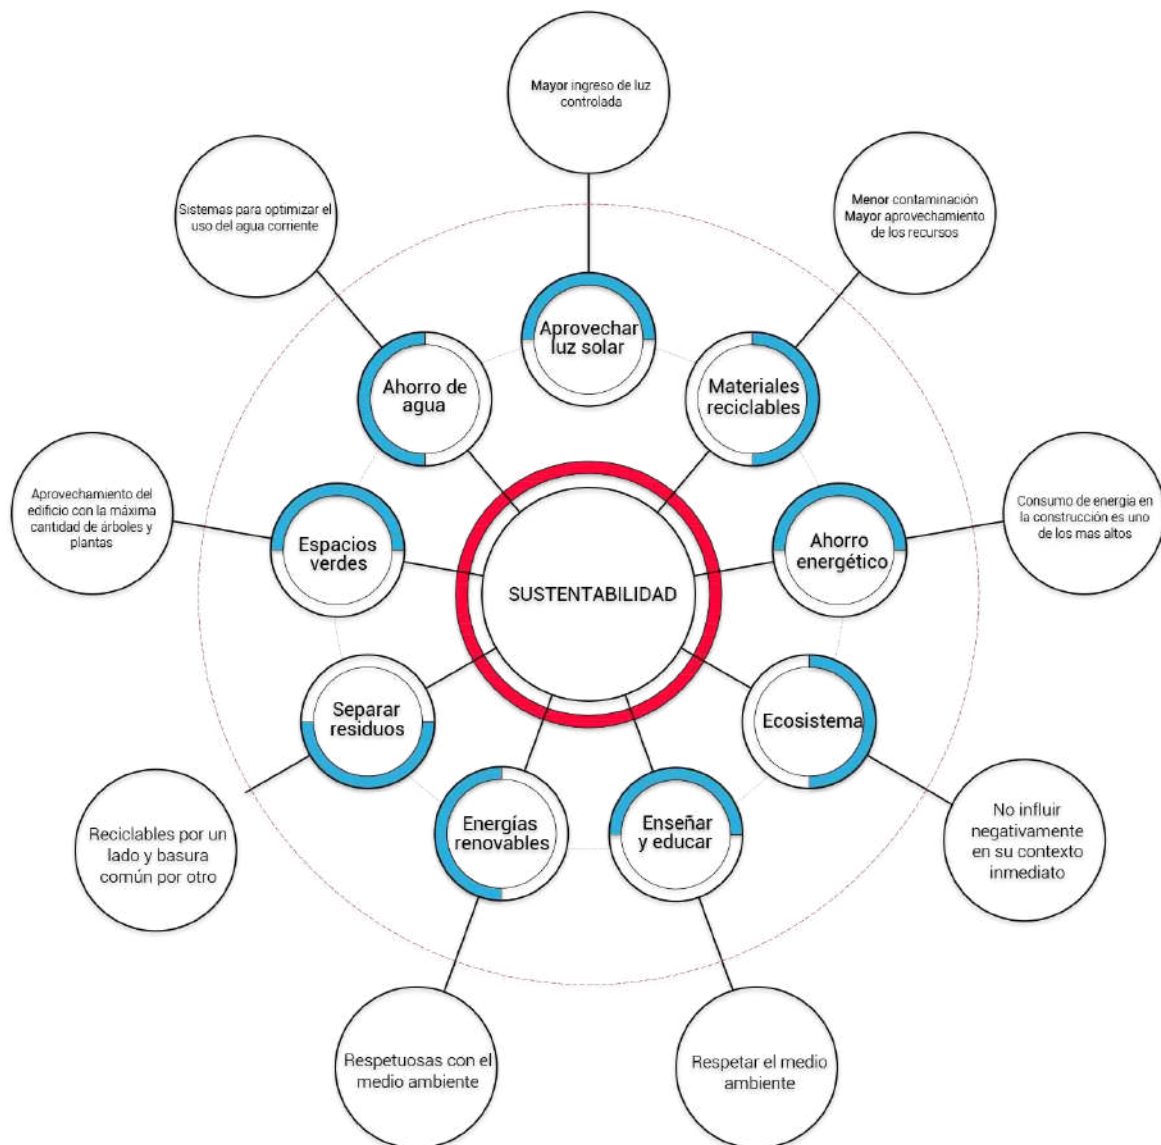 Mayor ingreso de luz
controlada
Sistemas para optimizar el
uso del agua corriente
Menor contaminación
Mayor aprovechamiento
de los recursos
Aprovechar
luz solar
Ahorro de
agua
Materiales
reciclables
Aprovechamiento del
edificio con la máxima
cantidad de árboles y
plantas
Espacios
verdes
SUSTENTABILIDAD
Ahorro
energético
Consumo de energia en
la construcción es uno
de los mas altos
Separar
residuos
Ecosistema
Reciclables por un
lado y basura
común por otro
Energías
renovables
Enseñar
y educar
No influir
negativamente
en su contexto
inmediato
Respetuosas con el
medio ambiente
Respetar el medio
ambiente